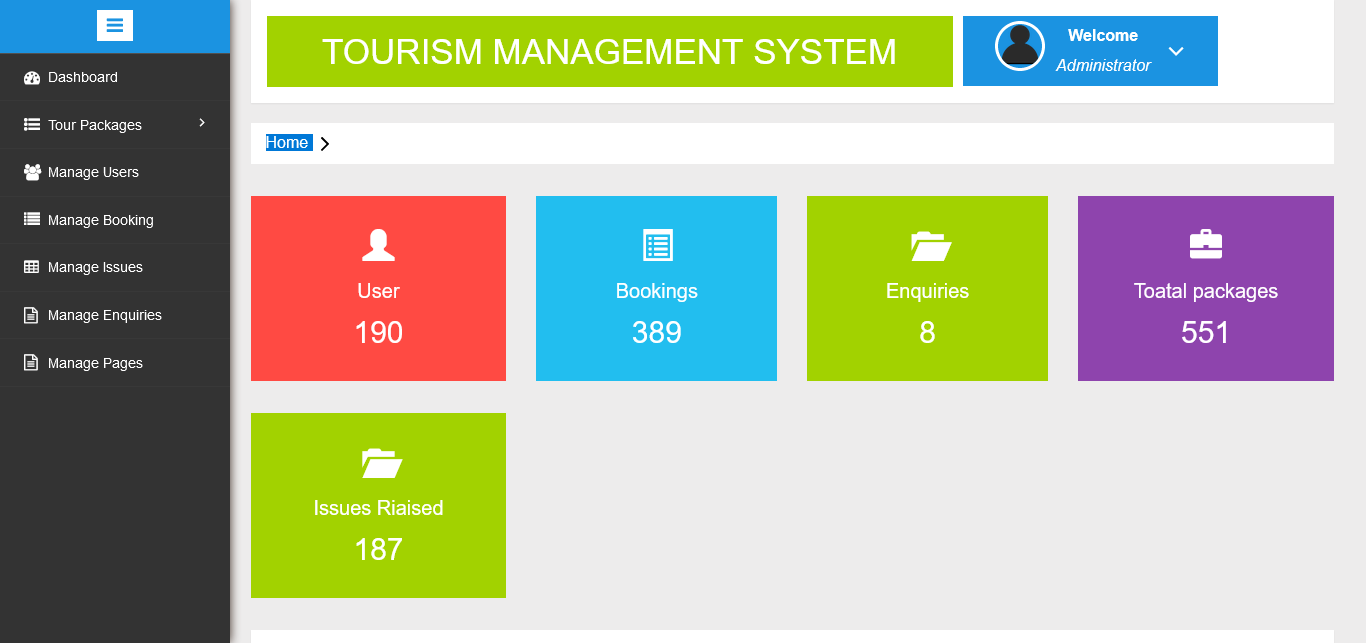 TOURISM MANAGEMENT SYSTEM
Welcome
Administrator
Dashboard
Tour Packages
Manage Users
Manage Booking
Manage Issues
Manage Enquiries
Manage Pages
Home
User
190
Bookings
389
Enquiries
8
Toatal packages
551
Issues Riaised
187